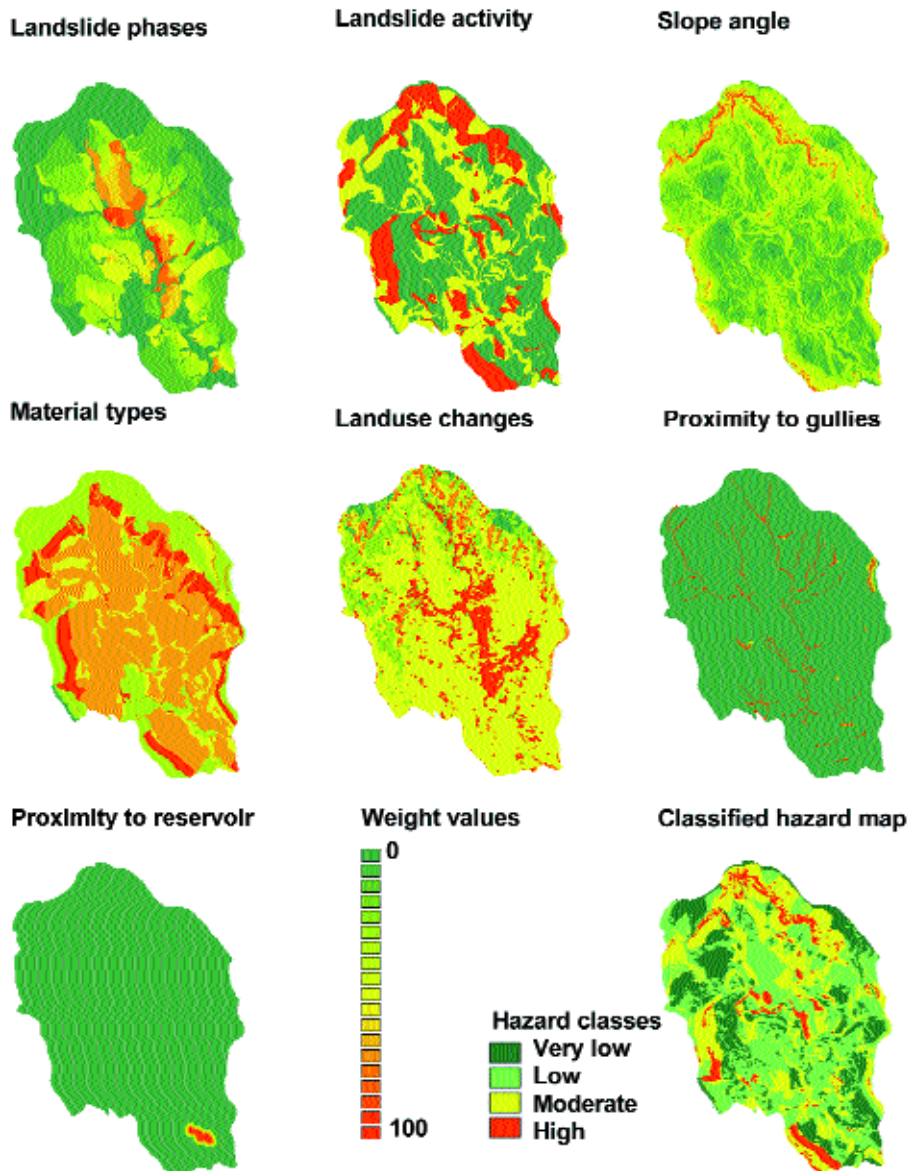 Landslide phases
Landslide activity
Slope angle
Material types
Landuse changes
Proximity to gullies
Proximity to reservoir
Weight values
0
100
Classified hazard map
Hazard classes
Very low
Low
Moderate
High